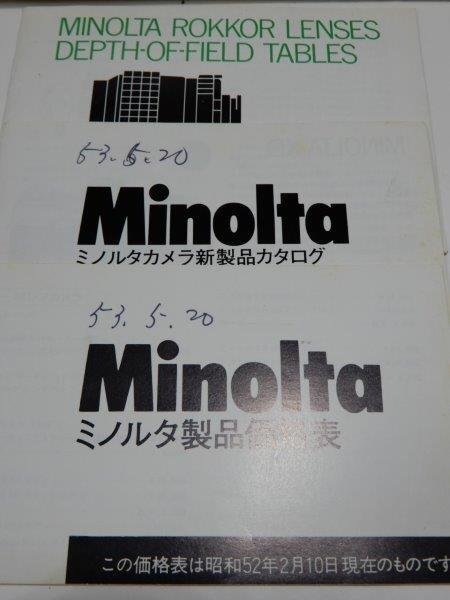 MINOLTA ROKKOR LENSES
DEPTH-OF-FIELD TABLES
53. 5. 20
Minolta
ミノルタカメラ新製品カタログ
53. 5. 20
Minolta
ミノルタ製品価格表
この価格表は昭和52年2月10日現在のものです